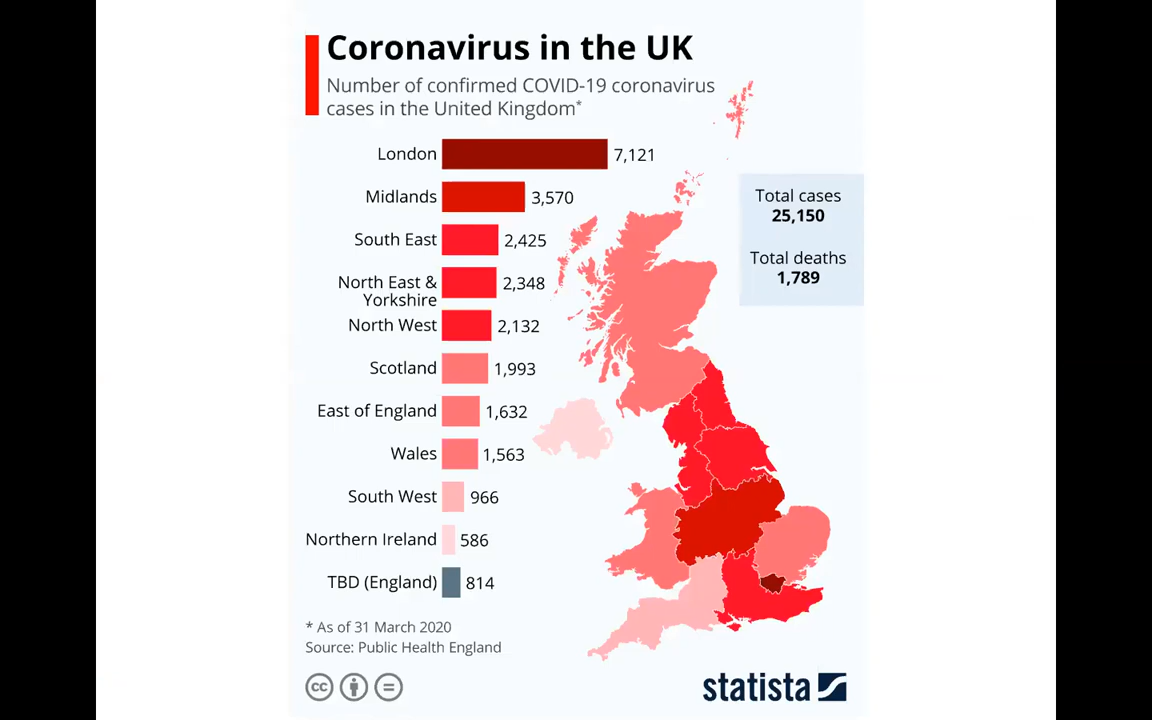 Coronavirus in the UK
Number of confirmed COVID-19 coronavirus
cases in the United Kingdom*
London 7,121
Midlands 3,570
South East 2,425
North East &
Yorkshire 2,348
North West 2,132
Scotland 1,993
East of England 1,632
Wales 1,563
South West 966
Northern Ireland 586
TBD (England) 814
Total cases
25,150
Total deaths
1,789
* As of 31 March 2020
Source: Public Health England
cc
statista